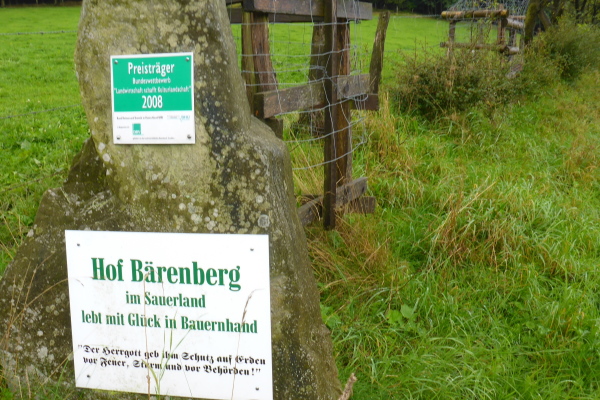 Preisträger
Bundeswettbewerb
"Landwirtschaft schafft Kulturlandschaft"
2008
Hof Bärenberg
im Sauerland
lebt mit Glück in Bauernhand
"Der Herrgott geb ihm Schutz auf Erden
vor Feuer, Sturm und vor Behörden!"